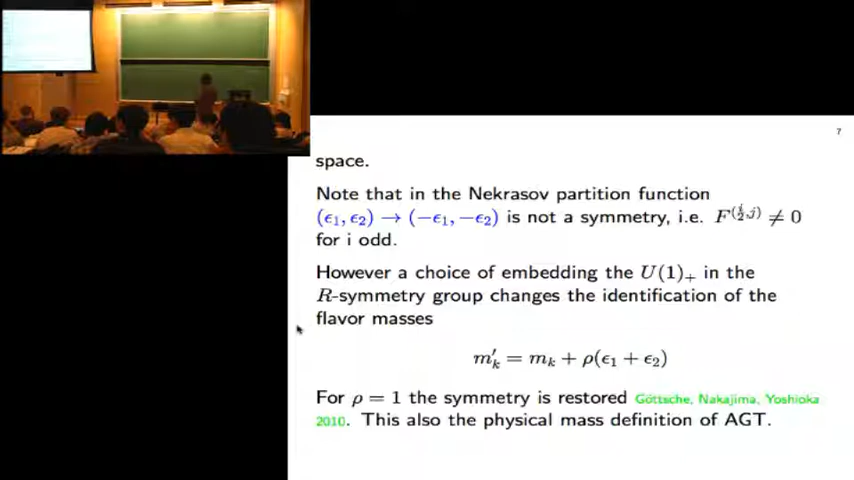 7
space.
Note that in the Nekrasov partition function
(ϵ₁, ϵ₂) → (−ϵ₁, −ϵ₂) is not a symmetry, i.e. F^(i/2,j) ≠ 0
for i odd.
However a choice of embedding the U(1)₊ in the
R-symmetry group changes the identification of the
flavor masses
m′ₖ = mₖ + ρ(ϵ₁ + ϵ₂)
For ρ = 1 the symmetry is restored Göttsche, Nakajima, Yoshioka
2010. This also the physical mass definition of AGT.